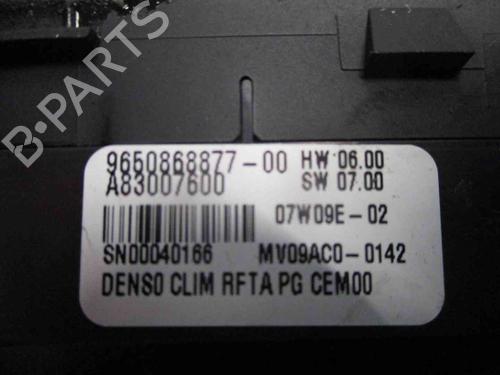 9650868877-00 HW 06.00
A83007600 SW 07.00
07W09E-02
SN00040166 MV09AC0-0142
DENSO CLIM RFTA PG CEM00
B-PARTS